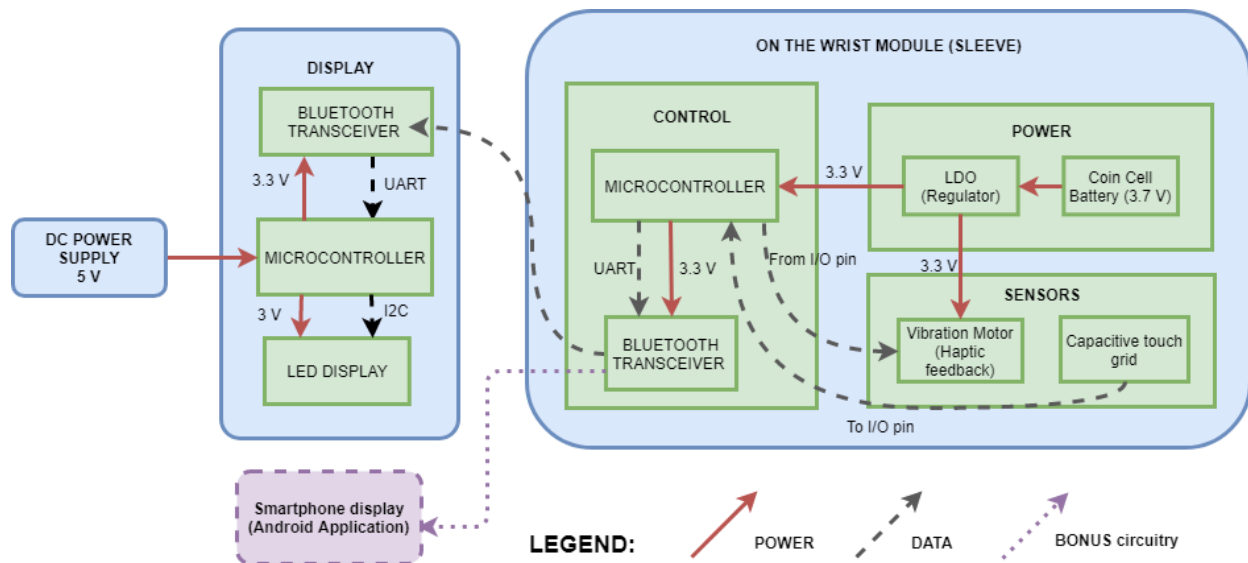 DISPLAY
BLUETOOTH
TRANSCEIVER
3.3 V
UART
DC POWER
SUPPLY
5 V
MICROCONTROLLER
3 V
I2C
LED DISPLAY
Smartphone display
(Android Application)
ON THE WRIST MODULE (SLEEVE)
CONTROL
MICROCONTROLLER
UART
3.3 V
BLUETOOTH
TRANSCEIVER
3.3 V
From I/O pin
POWER
LDO
(Regulator)
Coin Cell
Battery (3.7 V)
3.3 V
SENSORS
Vibration Motor
(Haptic
feedback)
Capacitive touch
grid
To I/O pin
LEGEND:
POWER
DATA
BONUS circuitry